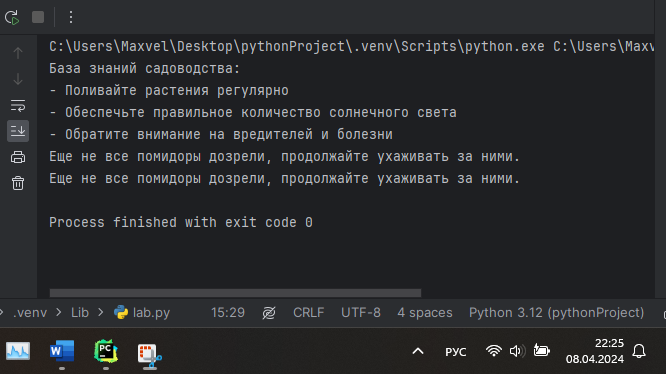 C:\Users\Maxvel\Desktop\pythonProject\.venv\Scripts\python.exe C:\Users\Maxv
База знаний садоводства:
- Поливайте растения регулярно
- Обеспечьте правильное количество солнечного света
- Обратите внимание на вредителей и болезни
Еще не все помидоры дозрели, продолжайте ухаживать за ними.
Еще не все помидоры дозрели, продолжайте ухаживать за ними.
Process finished with exit code 0
.venv > Lib > lab.py 15:29 CRLF UTF-8 4 spaces Python 3.12 (pythonProject)
W PC РУС 22:25
08.04.2024